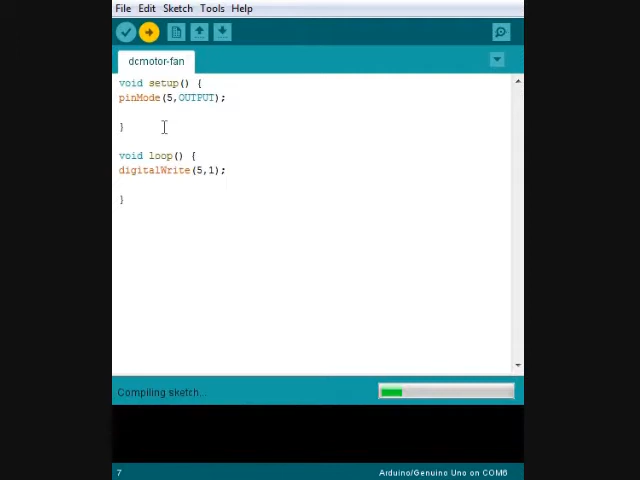 File Edit Sketch Tools Help
dcmotor-fan
void setup() {
pinMode(5,OUTPUT);
}
void loop() {
digitalWrite(5,1);
}
Compiling sketch...
7 Arduino/Genuino Uno on COM6